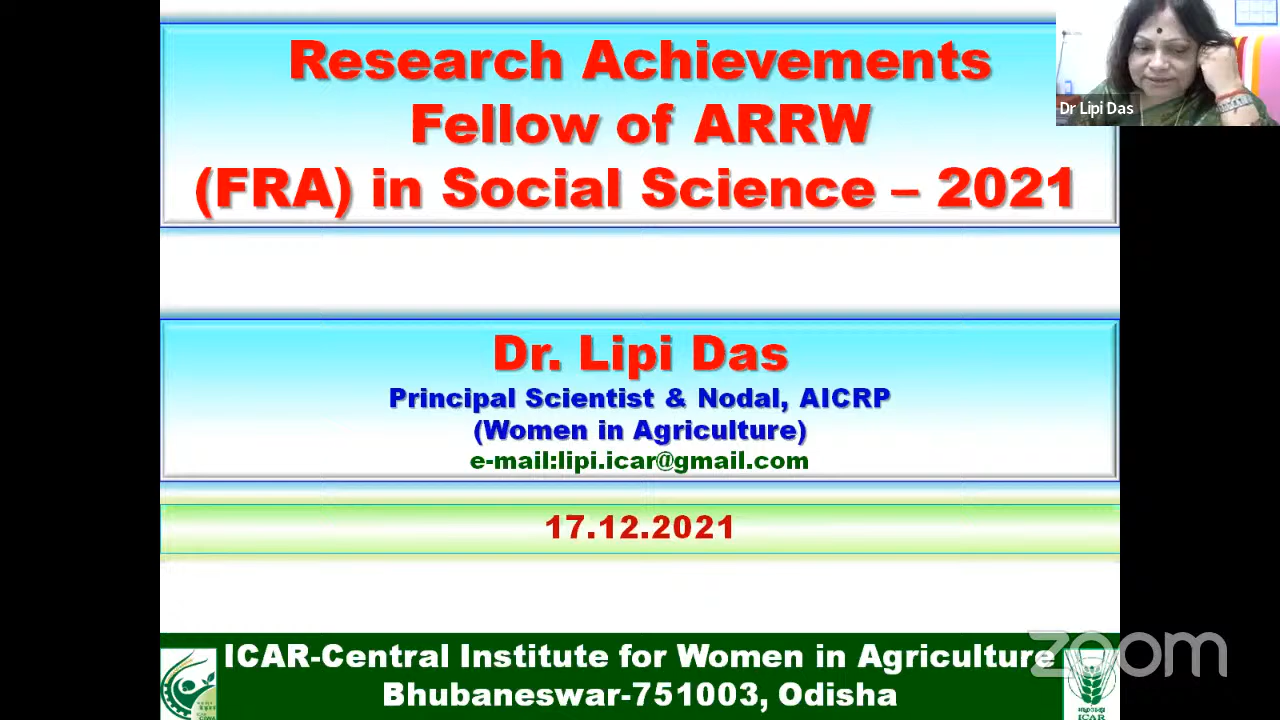 Research Achievements
Fellow of ARRW
(FRA) in Social Science – 2021
Dr Lipi Das
Dr. Lipi Das
Principal Scientist & Nodal, AICRP
(Women in Agriculture)
e-mail:lipi.icar@gmail.com
17.12.2021
zoom
ICAR-Central Institute for Women in Agriculture
Bhubaneswar-751003, Odisha
ICAR